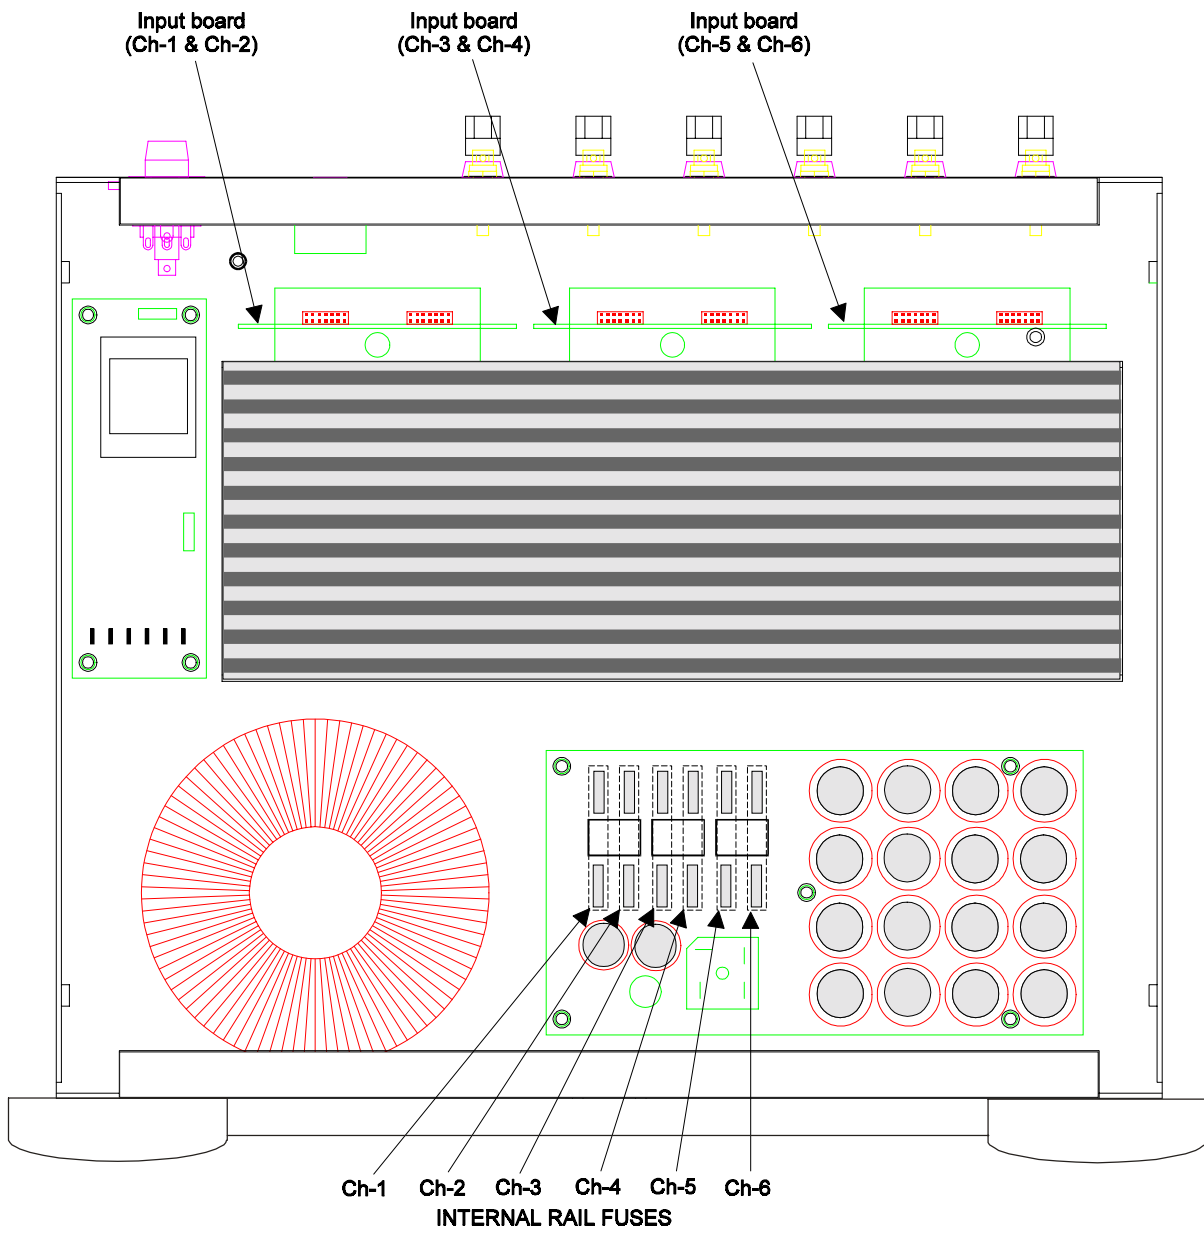 Input board
(Ch-1 & Ch-2)
Input board
(Ch-3 & Ch-4)
Input board
(Ch-5 & Ch-6)
Ch-1
Ch-2
Ch-3
Ch-4
Ch-5
Ch-6
INTERNAL RAIL FUSES